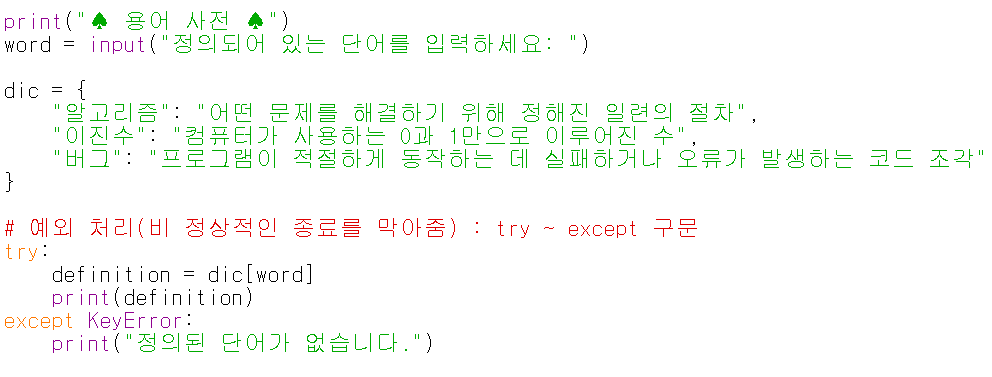 print("♠ 용어 사전 ♠")
word = input("정의되어 있는 단어를 입력하세요: ")
dic = {
    "알고리즘": "어떤 문제를 해결하기 위해 정해진 일련의 절차",
    "이진수": "컴퓨터가 사용하는 0과 1만으로 이루어진 수",
    "버그": "프로그램이 적절하게 동작하는 데 실패하거나 오류가 발생하는 코드 조각"
}
# 예외 처리(비 정상적인 종료를 막아줌) : try ~ except 구문
try:
    definition = dic[word]
    print(definition)
except KeyError:
    print("정의된 단어가 없습니다.")